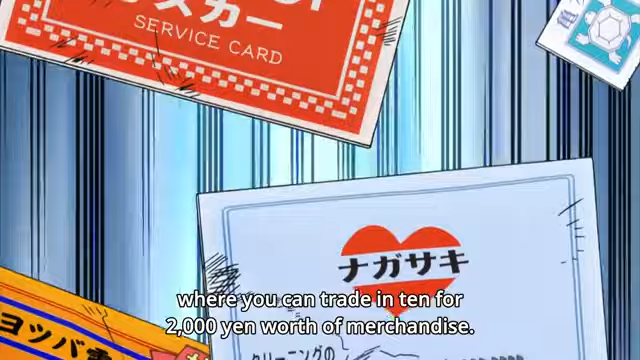 スカー
SERVICE CARD
ナガサキ
where you can trade in ten for
2,000 yen worth of merchandise.
クリーニングの
ヨツバ